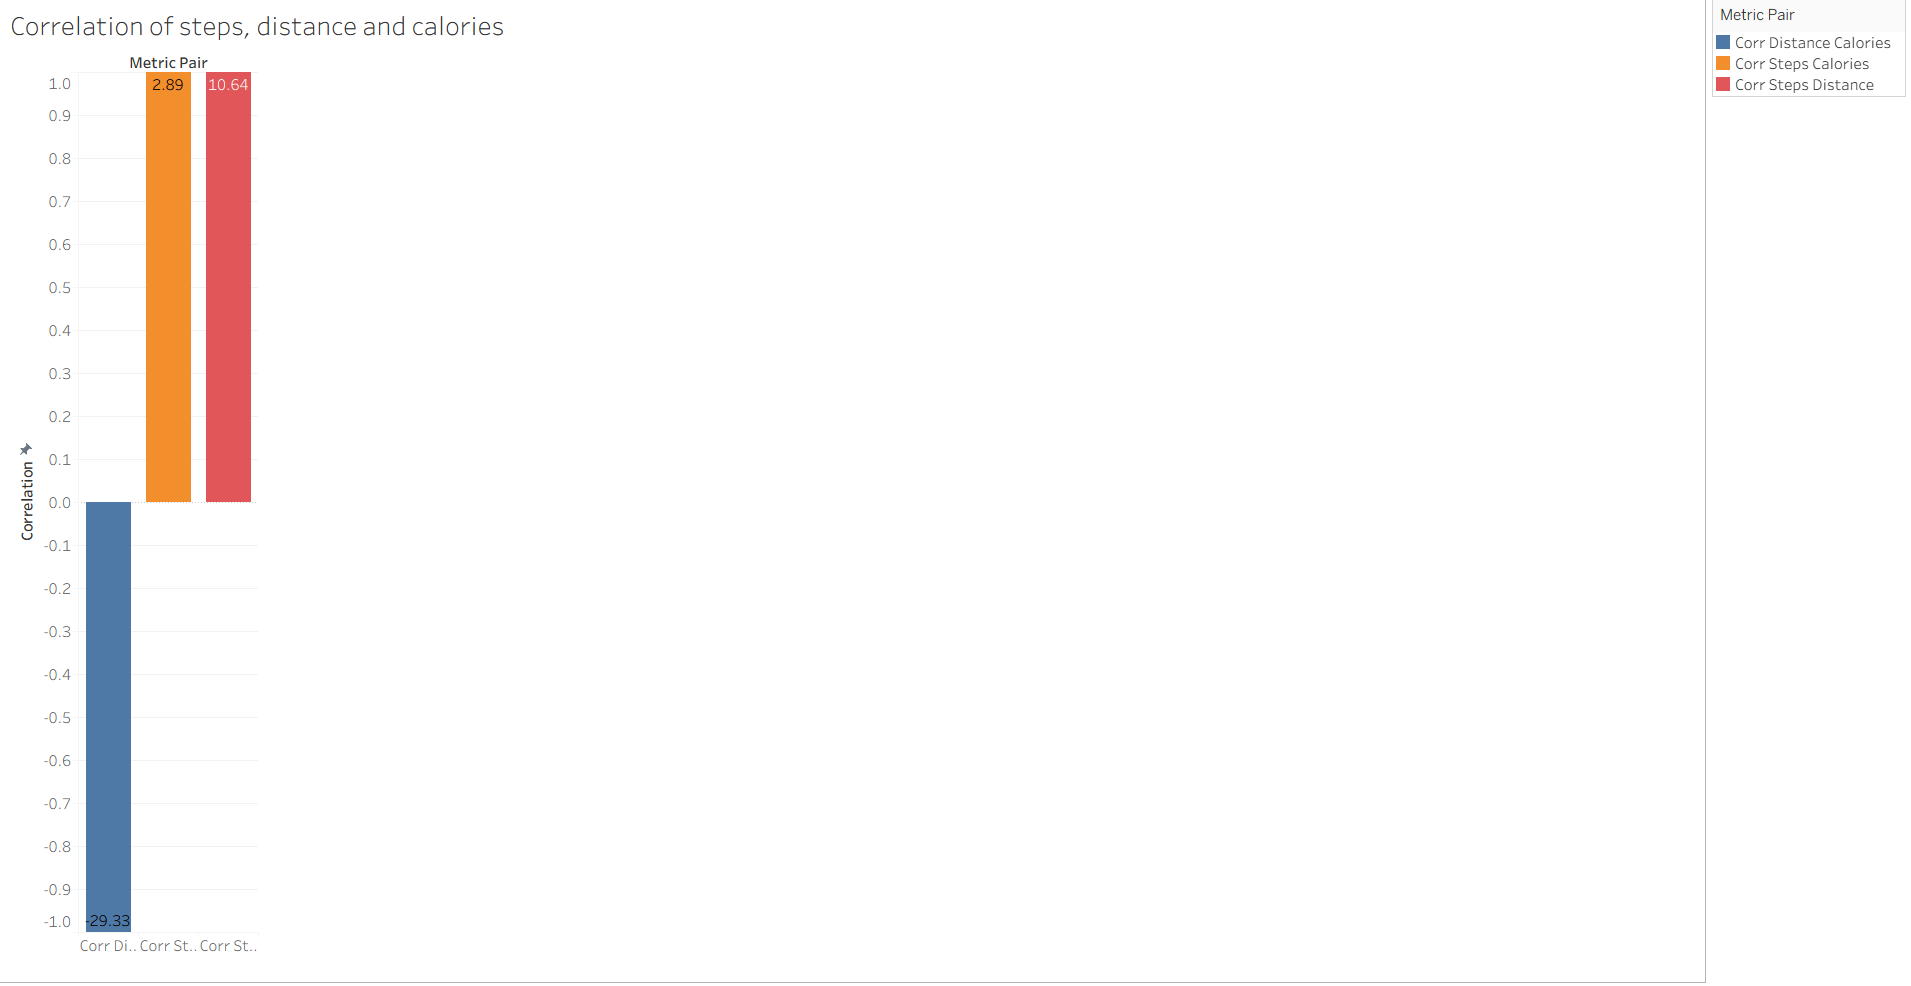 Correlation of steps, distance and calories
Metric Pair
1.0
0.9
0.8
0.7
0.6
0.5
0.4
0.3
0.2
0.1
0.0
-0.1
-0.2
-0.3
-0.4
-0.5
-0.6
-0.7
-0.8
-0.9
-1.0
Correlation
2.89
10.64
-29.33
Corr Di..
Corr St..
Corr St..
Metric Pair
Corr Distance Calories
Corr Steps Calories
Corr Steps Distance